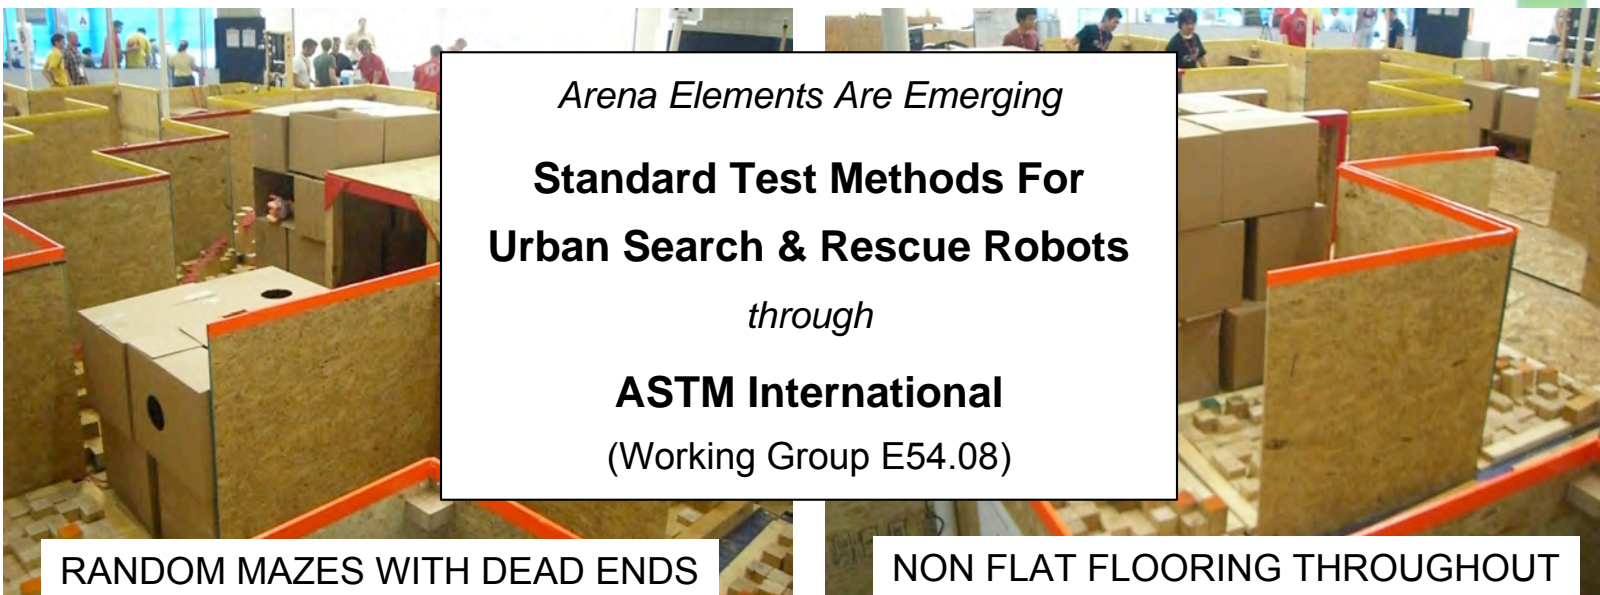 Arena Elements Are Emerging
Standard Test Methods For
Urban Search & Rescue Robots
through
ASTM International
(Working Group E54.08)
RANDOM MAZES WITH DEAD ENDS
NON FLAT FLOORING THROUGHOUT